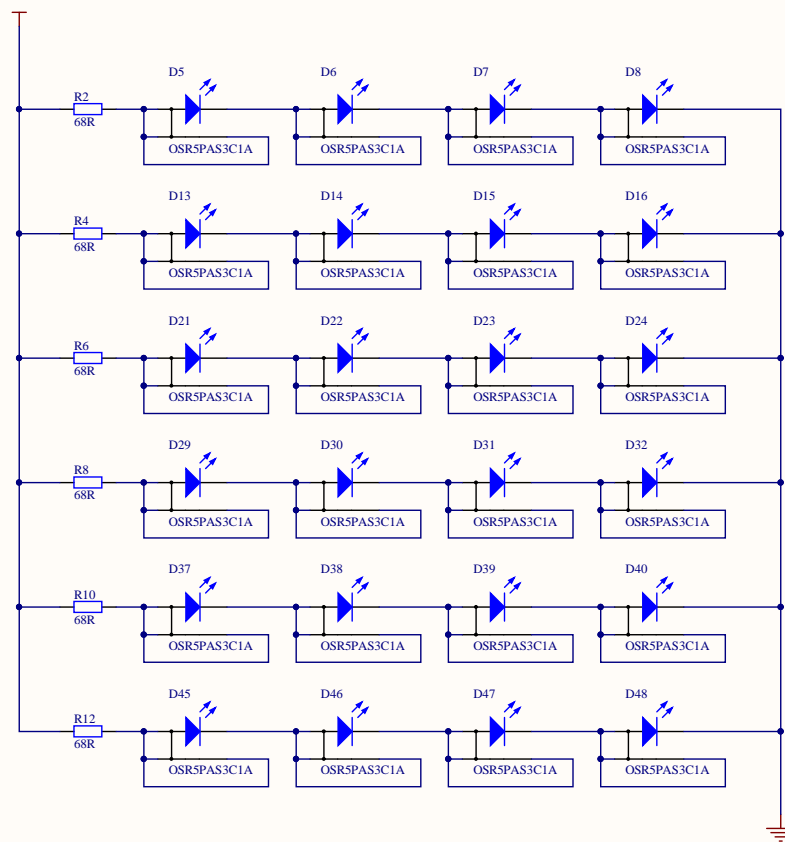 D5 D6 D7 D8
R2
68R
OSR5PAS3C1A OSR5PAS3C1A OSR5PAS3C1A OSR5PAS3C1A
D13 D14 D15 D16
R4
68R
OSR5PAS3C1A OSR5PAS3C1A OSR5PAS3C1A OSR5PAS3C1A
D21 D22 D23 D24
R6
68R
OSR5PAS3C1A OSR5PAS3C1A OSR5PAS3C1A OSR5PAS3C1A
D29 D30 D31 D32
R8
68R
OSR5PAS3C1A OSR5PAS3C1A OSR5PAS3C1A OSR5PAS3C1A
D37 D38 D39 D40
R10
68R
OSR5PAS3C1A OSR5PAS3C1A OSR5PAS3C1A OSR5PAS3C1A
D45 D46 D47 D48
R12
68R
OSR5PAS3C1A OSR5PAS3C1A OSR5PAS3C1A OSR5PAS3C1A